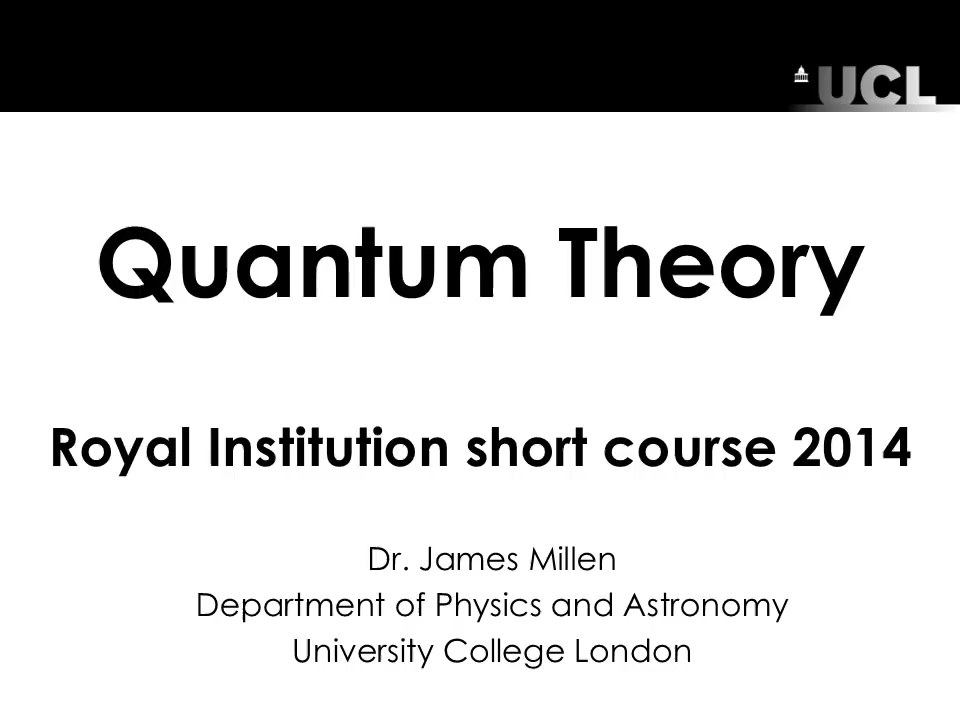 UCL
Quantum Theory
Royal Institution short course 2014
Dr. James Millen
Department of Physics and Astronomy
University College London